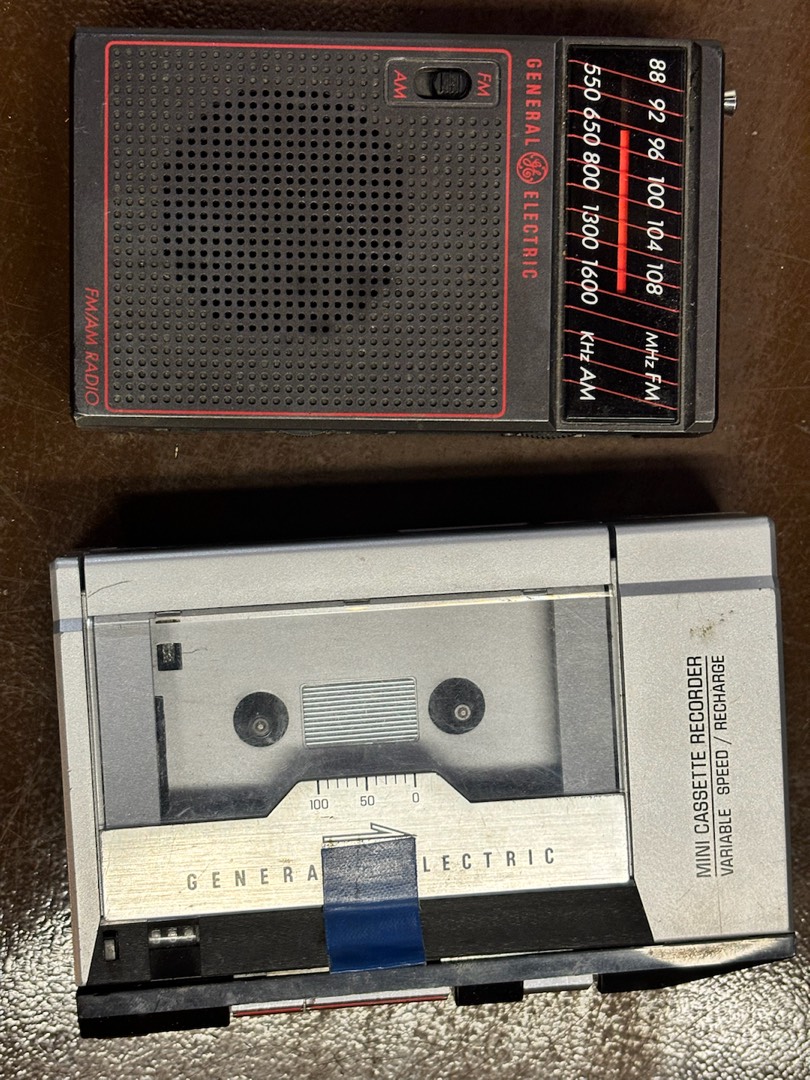 FM
AM
GENERAL GE ELECTRIC
88 92 96 100 104 108 MHz FM
550 650 800 1300 1600 KHz AM
FM/AM RADIO
MINI CASSETTE RECORDER
VARIABLE SPEED / RECHARGE
100 50 0
GENERA LECTRIC